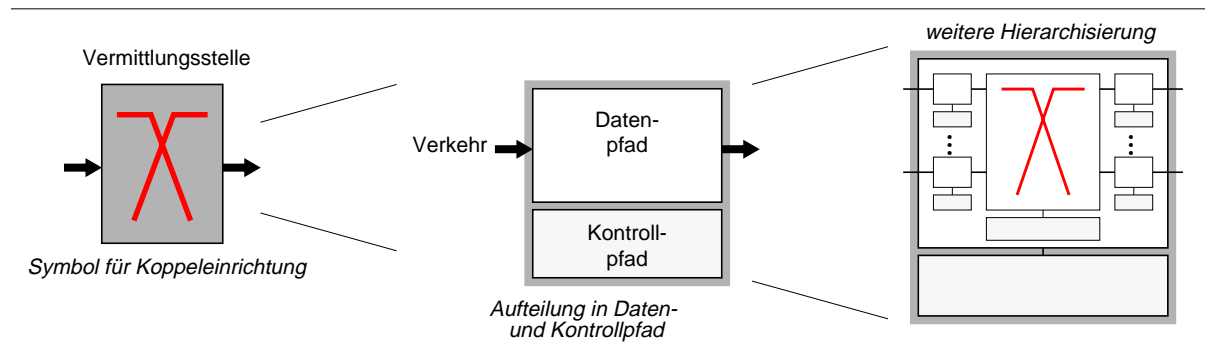 Vermittlungsstelle
Symbol für Koppeleinrichtung
Verkehr
Daten-
pfad
Kontroll-
pfad
Aufteilung in Daten-
und Kontrollpfad
weitere Hierarchisierung